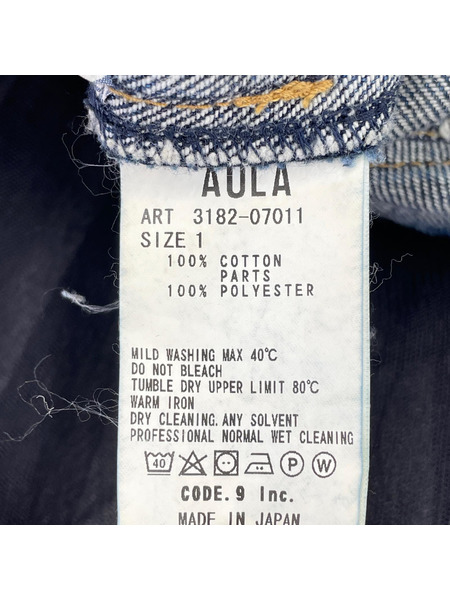 AULA
ART 3182-07011
SIZE 1
100% COTTON
PARTS
100% POLYESTER
MILD WASHING MAX 40℃
DO NOT BLEACH
TUMBLE DRY UPPER LIMIT 80℃
WARM IRON
DRY CLEANING. ANY SOLVENT
PROFESSIONAL NORMAL WET CLEANING
40 P W
CODE. 9 Inc.
MADE IN JAPAN